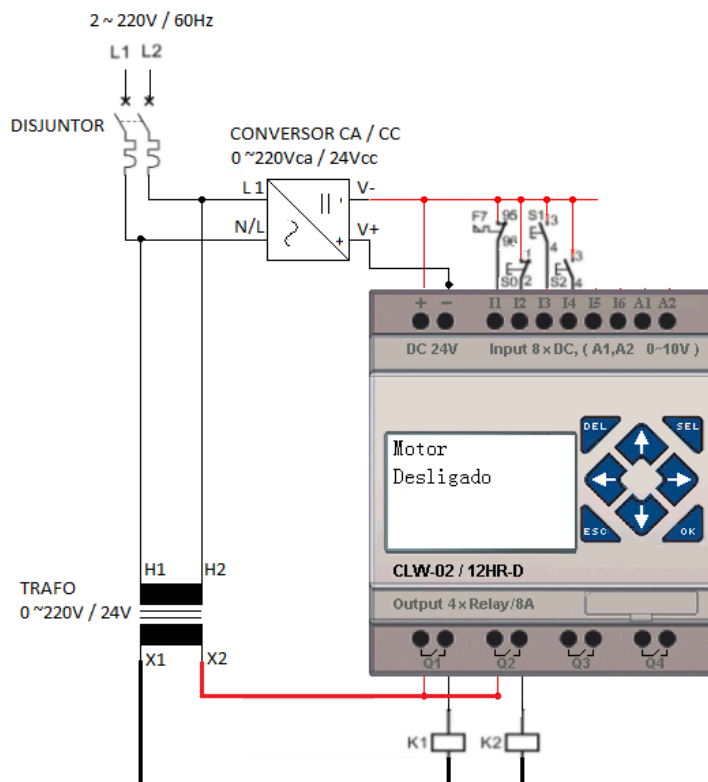 2 ~ 220V / 60Hz
L1 L2
DISJUNTOR
CONVERSOR CA / CC
0 ~220Vca / 24Vcc
L 1
V-
N/L
V+
F7
95
96
S0
1
2
S1
3
4
S2
3
4
+ − I1 I2 I3 I4 I5 I6 A1 A2
DC 24V Input 8 x DC, ( A1,A2 0~10V )
Motor
Desligado
DEL
SEL
ESC
OK
CLW-02 / 12HR-D
Output 4 x Relay/8A
Q1 Q2 Q3 Q4
H1 H2
TRAFO
0 ~220V / 24V
X1 X2
K1 K2